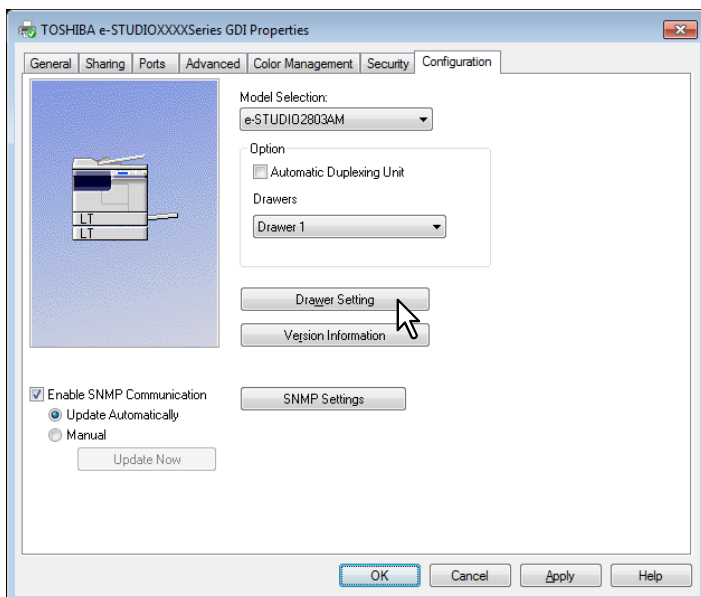 TOSHIBA e-STUDIOXXXXSeries GDI Properties
General Sharing Ports Advanced Color Management Security Configuration
Model Selection:
e-STUDIO2803AM
Option
Automatic Duplexing Unit
Drawers
Drawer 1
LT
LT
Drawer Setting
Version Information
Enable SNMP Communication
SNMP Settings
Update Automatically
Manual
Update Now
OK Cancel Apply Help